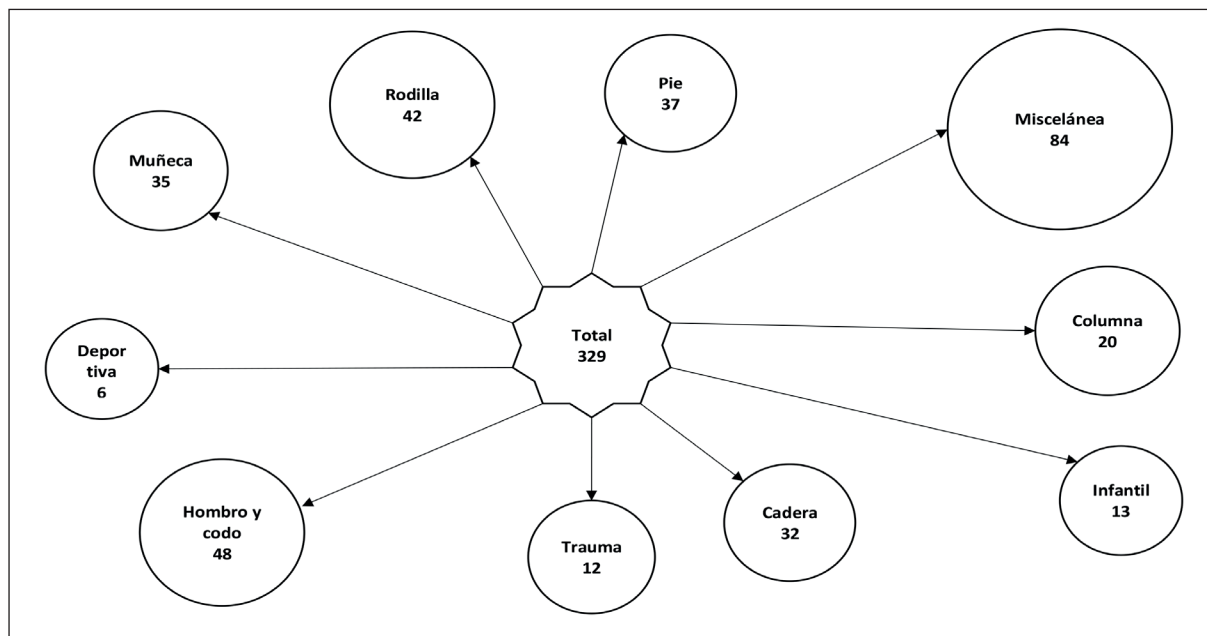 Rodilla
42
Pie
37
Miscelánea
84
Muñeca
35
Total
329
Columna
20
Depor
tiva
6
Hombro y
codo
48
Trauma
12
Cadera
32
Infantil
13